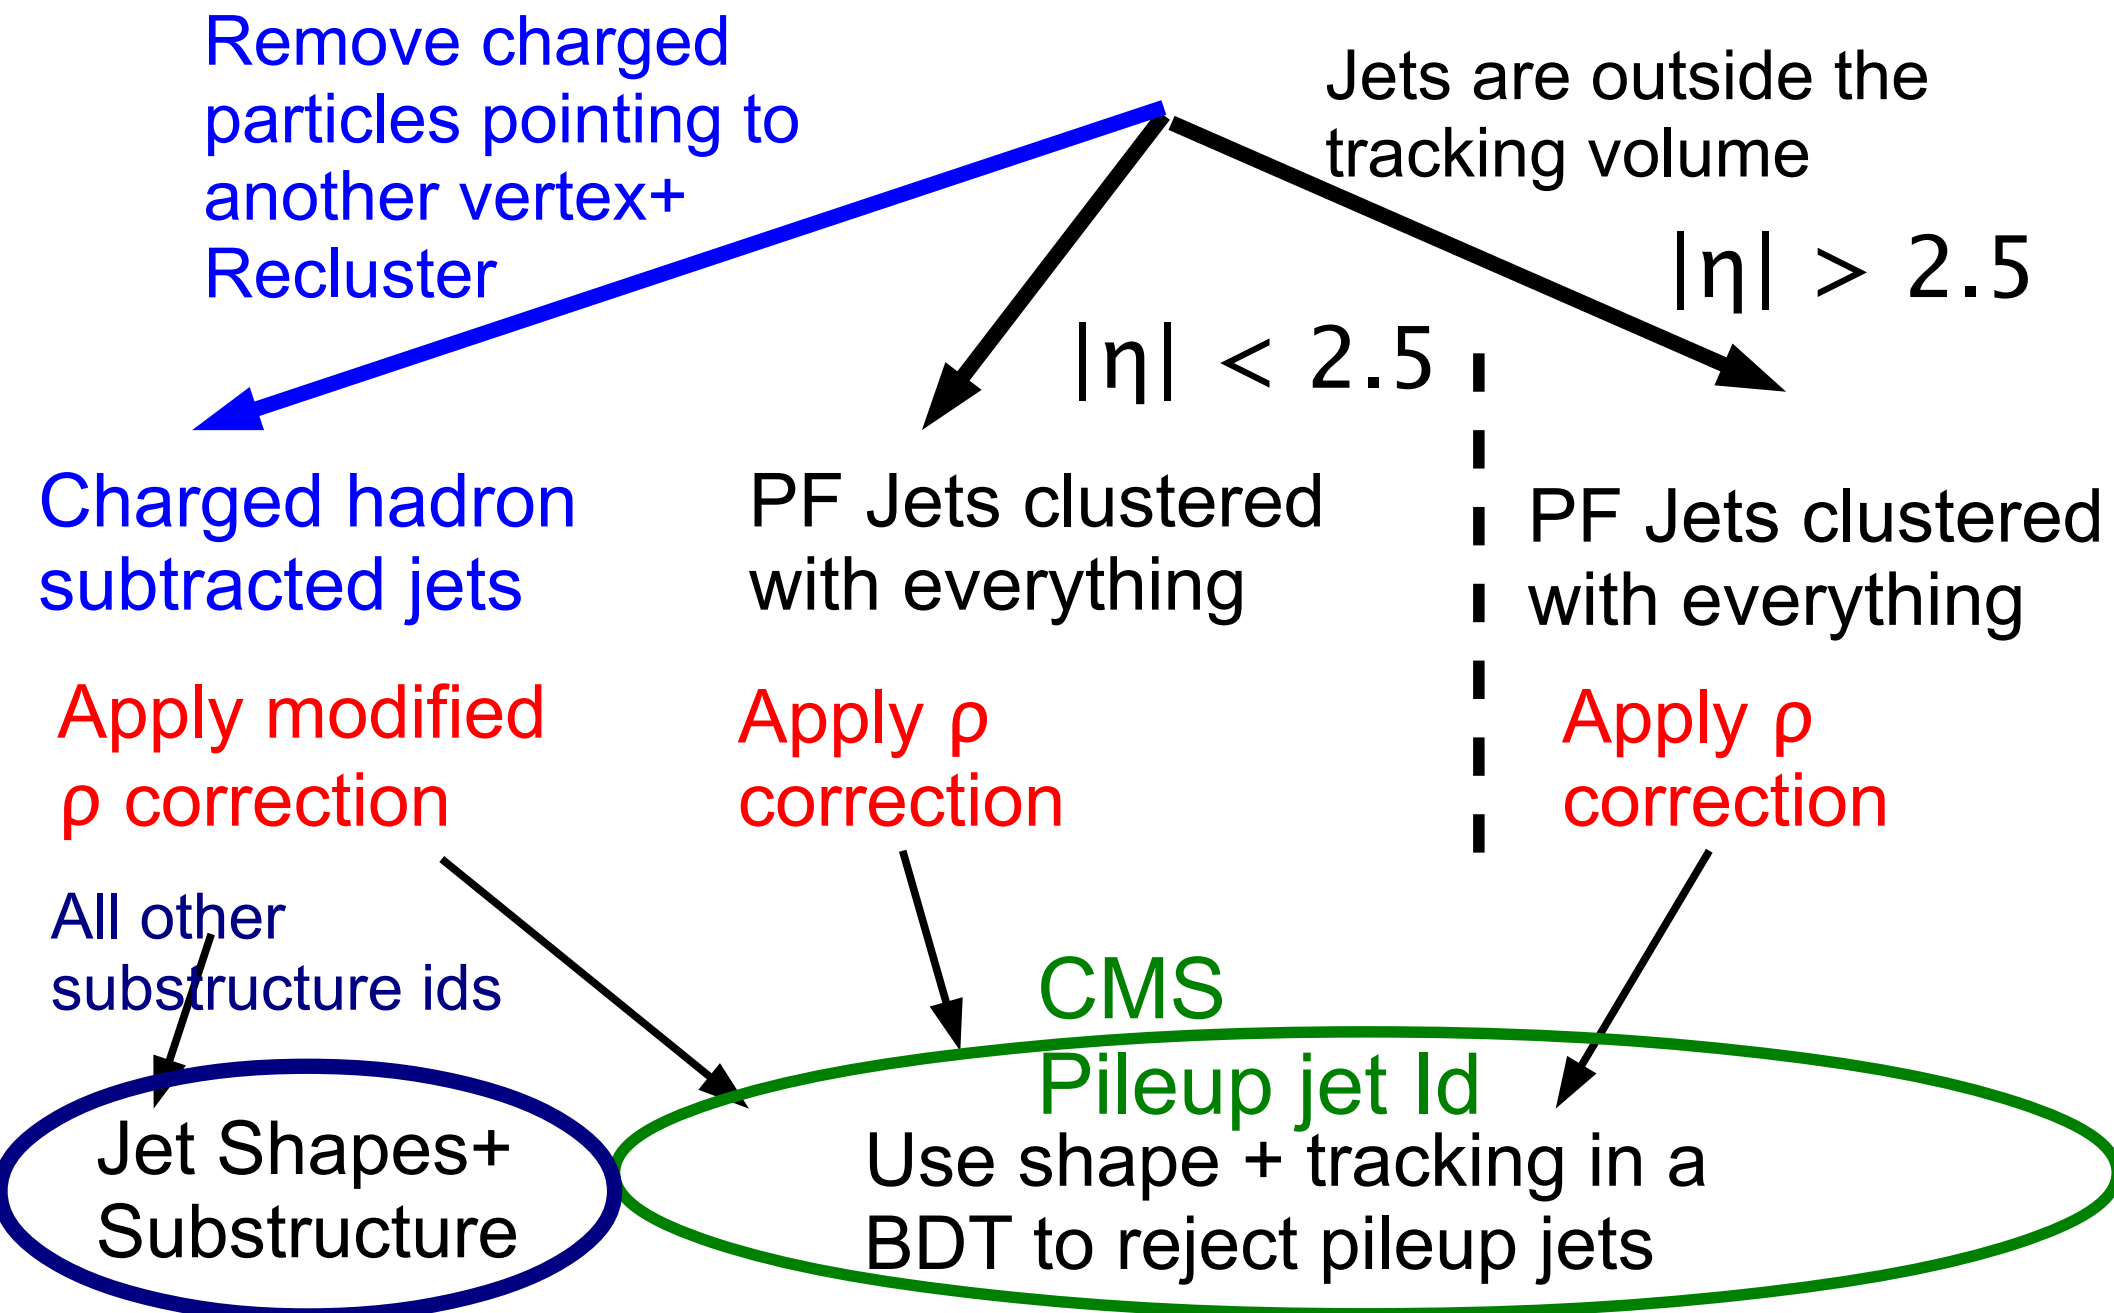 Remove charged
particles pointing to
another vertex+
Recluster
Jets are outside the
tracking volume
|η| > 2.5
|η| < 2.5
Charged hadron
subtracted jets
PF Jets clustered
with everything
PF Jets clustered
with everything
Apply modified
ρ correction
Apply ρ
correction
Apply ρ
correction
All other
substructure ids
CMS
Pileup jet Id
Jet Shapes+
Substructure
Use shape + tracking in a
BDT to reject pileup jets